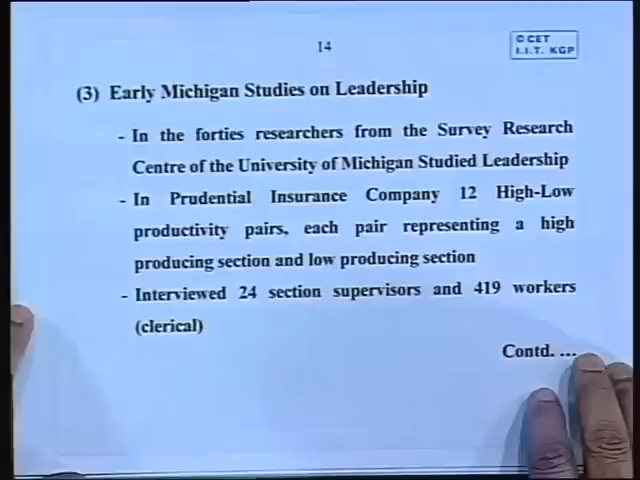 14
© CET
I.I.T. KGP
(3) Early Michigan Studies on Leadership
- In the forties researchers from the Survey Research
Centre of the University of Michigan Studied Leadership
- In Prudential Insurance Company 12 High-Low
productivity pairs, each pair representing a high
producing section and low producing section
- Interviewed 24 section supervisors and 419 workers
(clerical)
Contd. ...